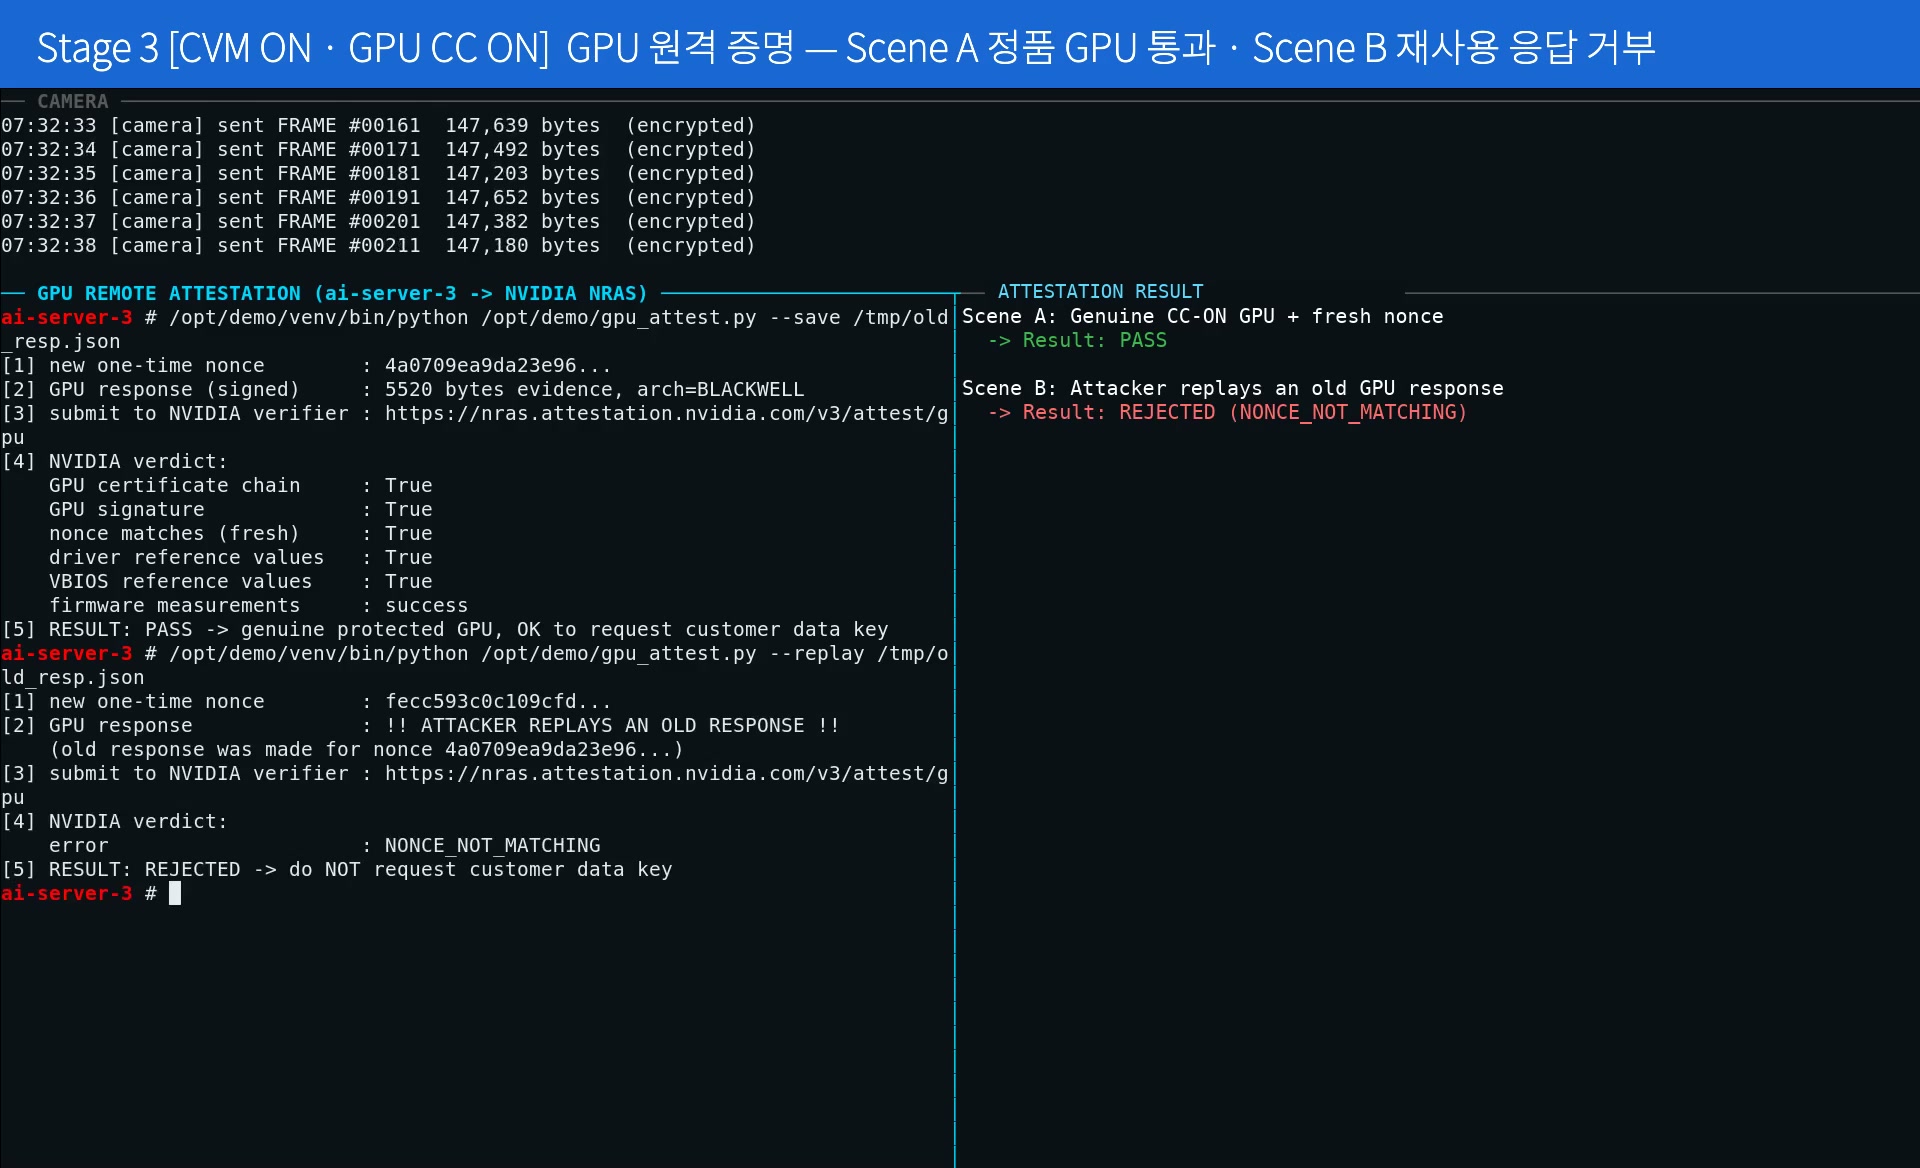 Stage 3 [CVM ON · GPU CC ON] GPU 원격 증명 — Scene A 정품 GPU 통과 · Scene B 재사용 응답 거부
CAMERA
07:32:33 [camera] sent FRAME #00161  147,639 bytes  (encrypted)
07:32:34 [camera] sent FRAME #00171  147,492 bytes  (encrypted)
07:32:35 [camera] sent FRAME #00181  147,203 bytes  (encrypted)
07:32:36 [camera] sent FRAME #00191  147,652 bytes  (encrypted)
07:32:37 [camera] sent FRAME #00201  147,382 bytes  (encrypted)
07:32:38 [camera] sent FRAME #00211  147,180 bytes  (encrypted)
GPU REMOTE ATTESTATION (ai-server-3 -> NVIDIA NRAS)
ai-server-3 # /opt/demo/venv/bin/python /opt/demo/gpu_attest.py --save /tmp/old
_resp.json
[1] new one-time nonce        : 4a0709ea9da23e96...
[2] GPU response (signed)     : 5520 bytes evidence, arch=BLACKWELL
[3] submit to NVIDIA verifier : https://nras.attestation.nvidia.com/v3/attest/g
pu
[4] NVIDIA verdict:
    GPU certificate chain     : True
    GPU signature             : True
    nonce matches (fresh)     : True
    driver reference values   : True
    VBIOS reference values    : True
    firmware measurements     : success
[5] RESULT: PASS -> genuine protected GPU, OK to request customer data key
ai-server-3 # /opt/demo/venv/bin/python /opt/demo/gpu_attest.py --replay /tmp/o
ld_resp.json
[1] new one-time nonce        : fecc593c0c109cfd...
[2] GPU response              : !! ATTACKER REPLAYS AN OLD RESPONSE !!
    (old response was made for nonce 4a0709ea9da23e96...)
[3] submit to NVIDIA verifier : https://nras.attestation.nvidia.com/v3/attest/g
pu
[4] NVIDIA verdict:
    error                     : NONCE_NOT_MATCHING
[5] RESULT: REJECTED -> do NOT request customer data key
ai-server-3 #
ATTESTATION RESULT
Scene A: Genuine CC-ON GPU + fresh nonce
-> Result: PASS
Scene B: Attacker replays an old GPU response
-> Result: REJECTED (NONCE_NOT_MATCHING)